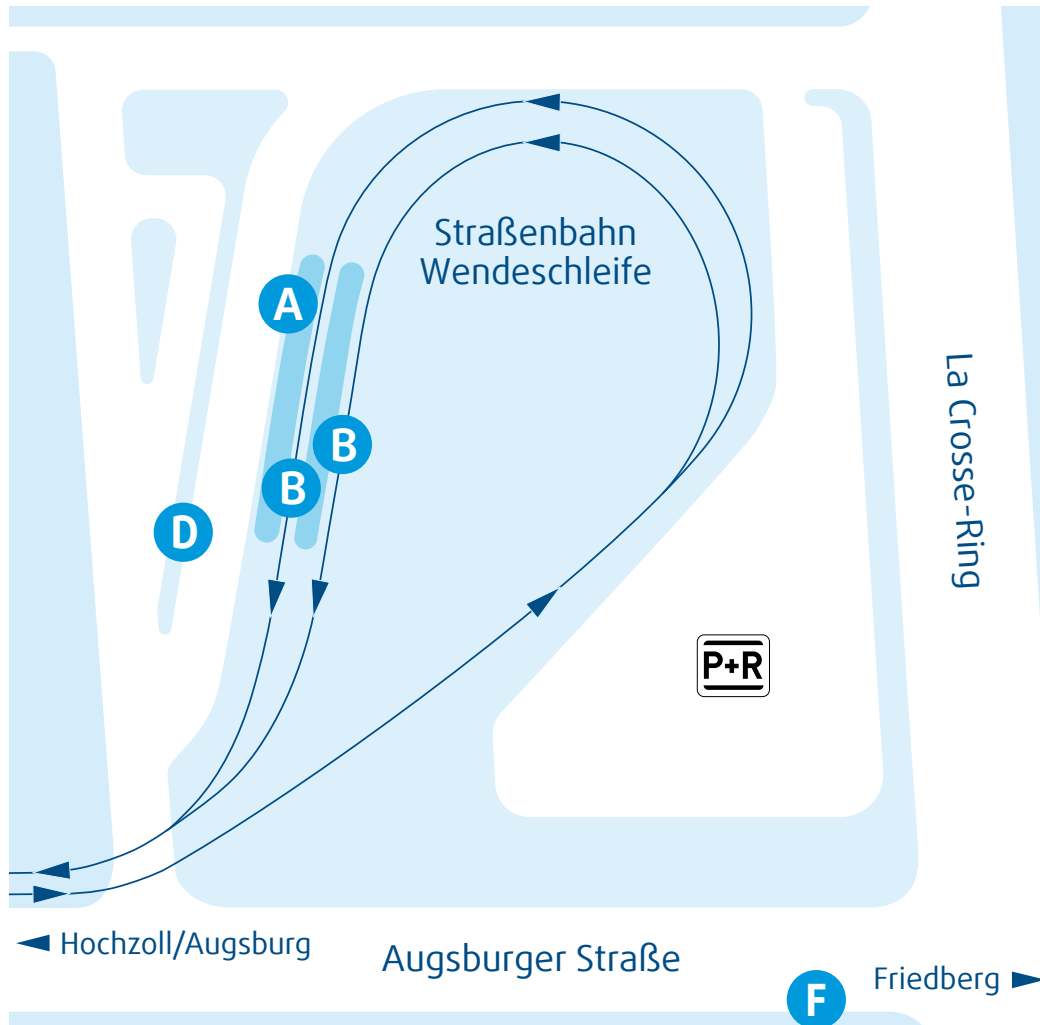 Straßenbahn
Wendeschleife
A
B
B
La Crosse-Ring
D
P+R
Hochzoll/Augsburg
Augsburger Straße
Friedberg
F